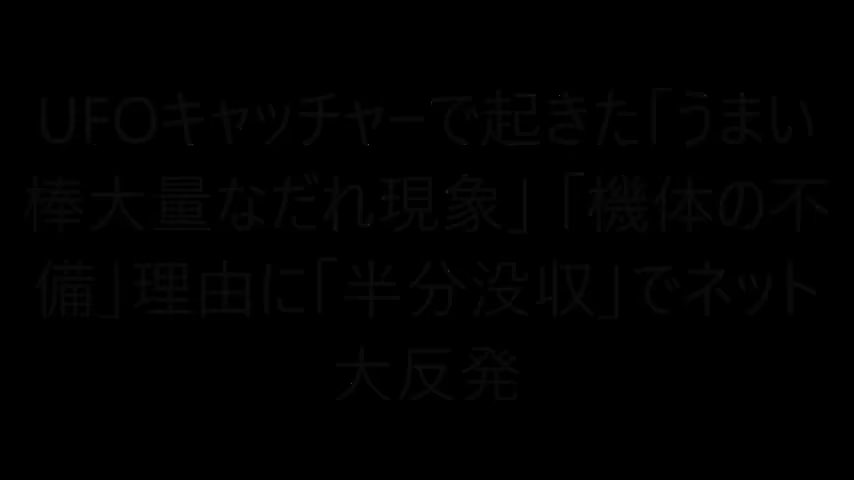 UFOキャッチャーで起きた「うまい
棒大量なだれ現象」「機体の不
備」理由に「半分没収」でネット
大反発